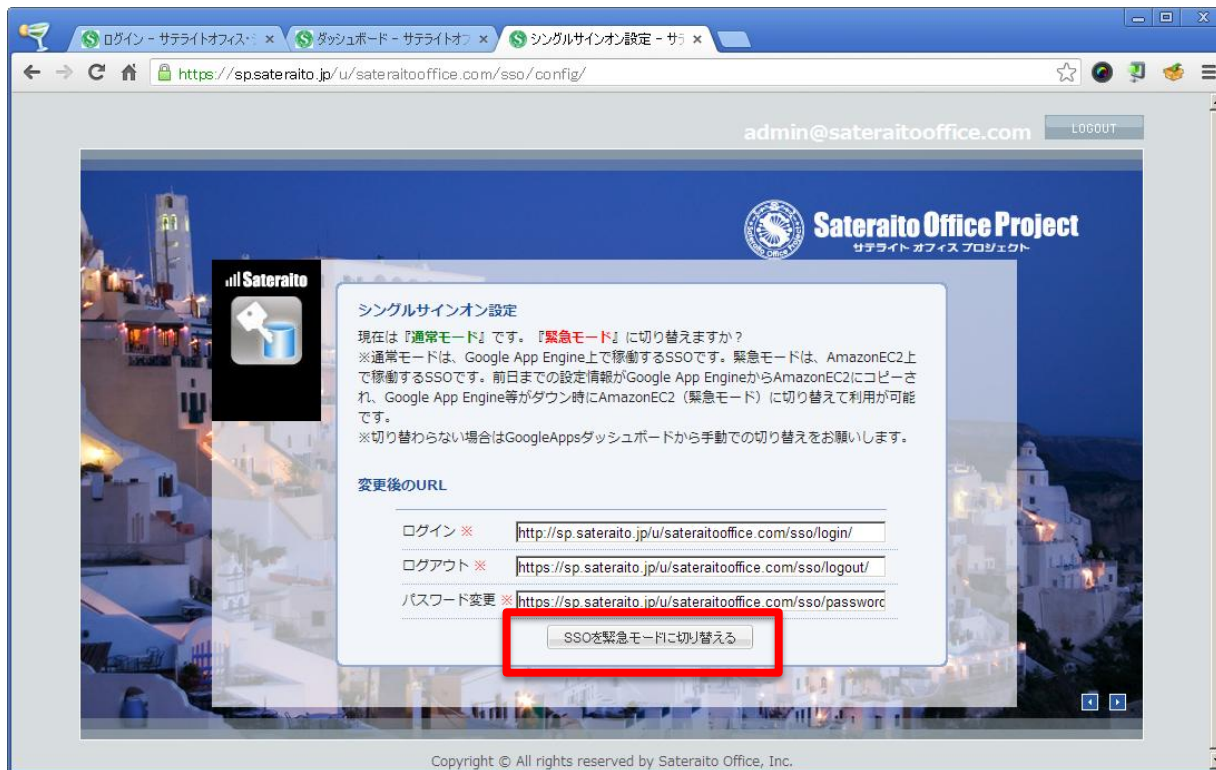 ログイン - サテライトオフィス・
ダッシュボード - サテライトオフ
シングルサインオン設定 - サテ
https://sp.sateraito.jp/u/sateraitooffice.com/sso/config/
admin@sateraitooffice.com
LOGOUT
Sateraito Office Project
サテライト オフィス プロジェクト
Sateraito
シングルサインオン設定
現在は『通常モード』です。『緊急モード』に切り替えますか？
※通常モードは、Google App Engine上で稼働するSSOです。緊急モードは、AmazonEC2上
で稼働するSSOです。前日までの設定情報がGoogle App EngineからAmazonEC2にコピーさ
れ、Google App Engine等がダウン時にAmazonEC2（緊急モード）に切り替えて利用が可能
です。
※切り替わらない場合はGoogleAppsダッシュボードから手動での切り替えをお願いします。
変更後のURL
ログイン ※ http://sp.sateraito.jp/u/sateraitooffice.com/sso/login/
ログアウト ※ https://sp.sateraito.jp/u/sateraitooffice.com/sso/logout/
パスワード変更 ※ https://sp.sateraito.jp/u/sateraitooffice.com/sso/password
SSOを緊急モードに切り替える
Copyright © All rights reserved by Sateraito Office, Inc.